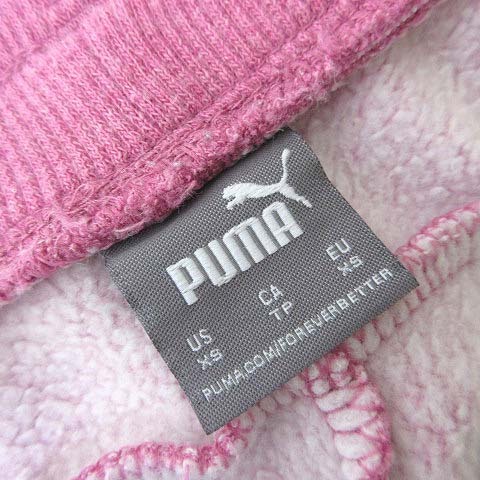 PUMA
US CA EU
XS TP XS
PUMA.COM/FOREVERBETTER